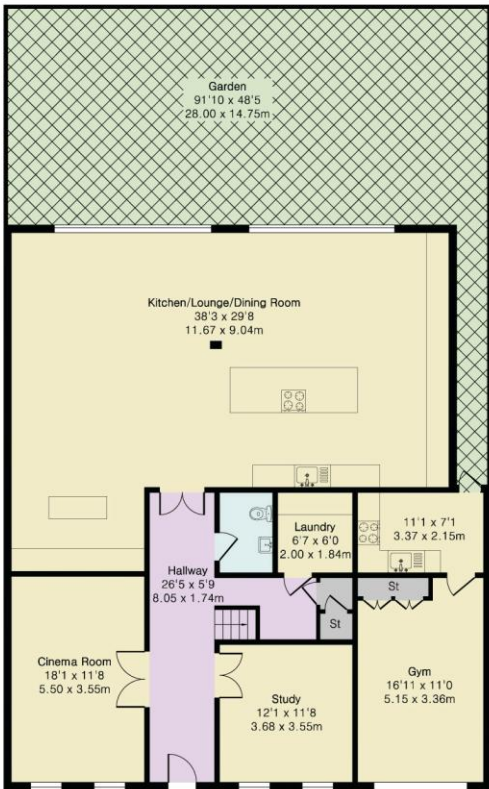 Garden
91'10 x 48'5
28.00 x 14.75m
Kitchen/Lounge/Dining Room
38'3 x 29'8
11.67 x 9.04m
Laundry
6'7 x 6'0
2.00 x 1.84m
11'1 x 7'1
3.37 x 2.15m
Hallway
26'5 x 5'9
8.05 x 1.74m
St
St
Cinema Room
18'1 x 11'8
5.50 x 3.55m
Study
12'1 x 11'8
3.68 x 3.55m
Gym
16'11 x 11'0
5.15 x 3.36m